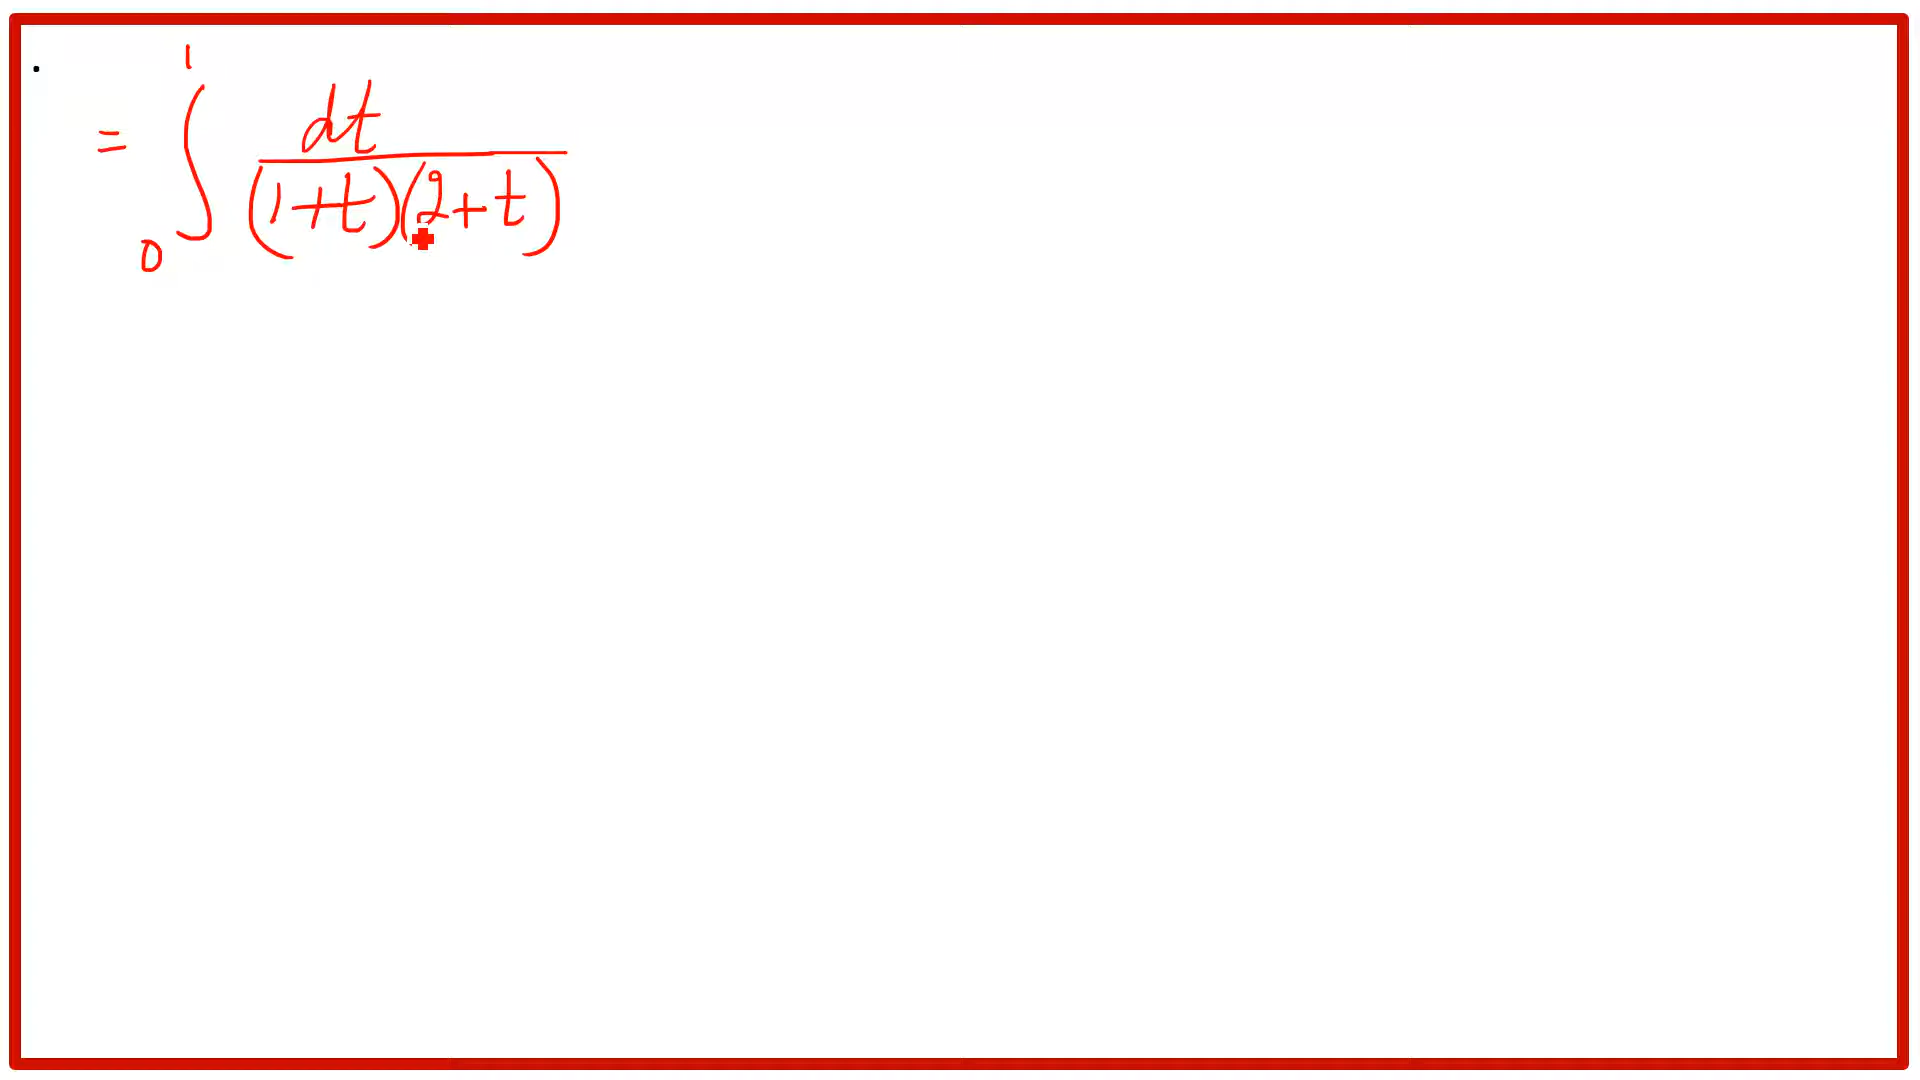 = ∫₀¹ dt / (1+t)(2+t)